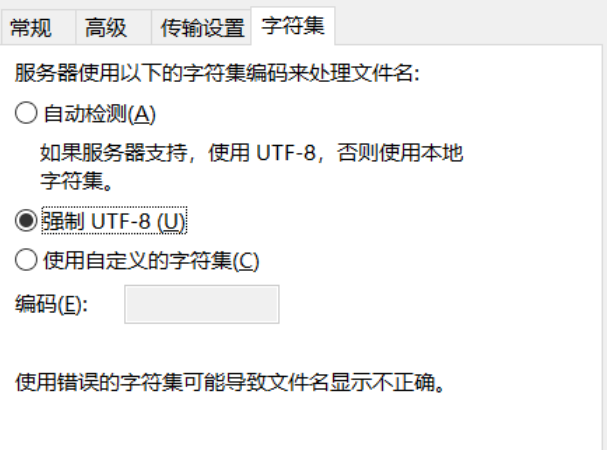 常规 高级 传输设置 字符集
服务器使用以下的字符集编码来处理文件名:
自动检测(A)
如果服务器支持，使用 UTF-8，否则使用本地
字符集。
强制 UTF-8 (U)
使用自定义的字符集(C)
编码(E):
使用错误的字符集可能导致文件名显示不正确。